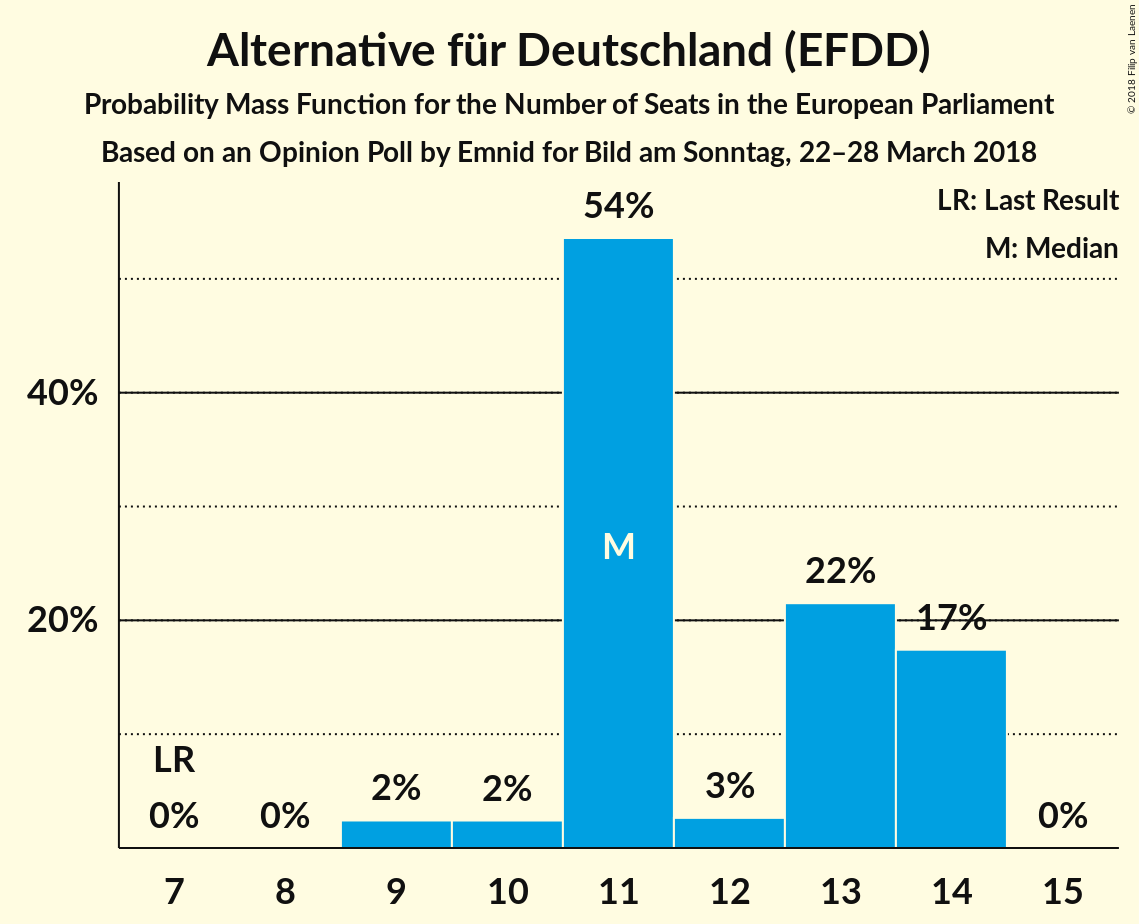 Alternative für Deutschland (EFDD)
Probability Mass Function for the Number of Seats in the European Parliament
Based on an Opinion Poll by Emnid for Bild am Sonntag, 22–28 March 2018
© 2018 Filip van Laenen
LR: Last Result
M: Median
54%
40%
M
22%
20%
17%
LR
0%
0%
2%
2%
3%
0%
7 8 9 10 11 12 13 14 15